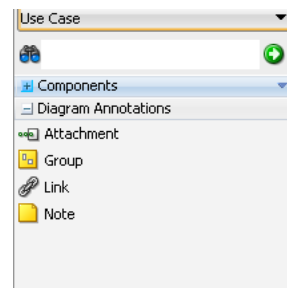 Use Case
Components
Diagram Annotations
Attachment
Group
Link
Note